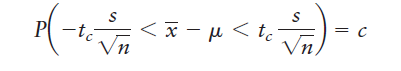 P(-t_c s/√n < x̄ - μ < t_c s/√n) = c